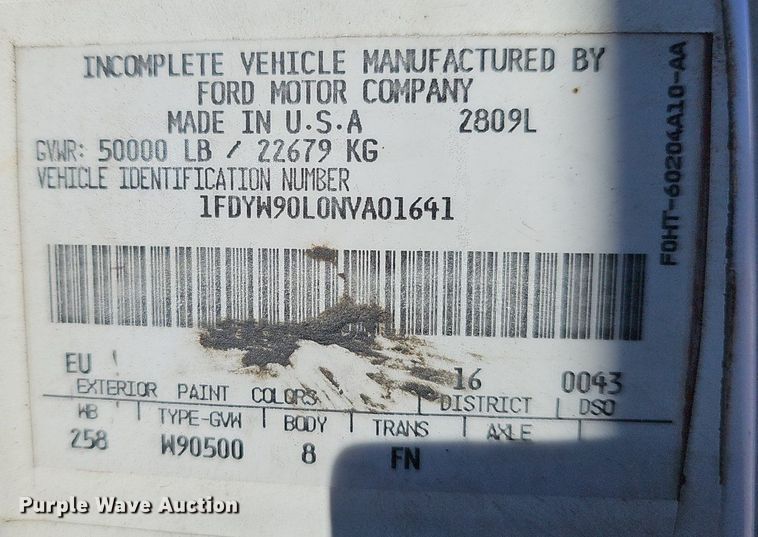 INCOMPLETE VEHICLE MANUFACTURED BY
FORD MOTOR COMPANY
MADE IN U.S.A 2809L
GVWR: 50000 LB / 22679 KG
VEHICLE IDENTIFICATION NUMBER
1FDYW90L0NVA01641
EU 16 0043
EXTERIOR PAINT COLORS DISTRICT DSO
WB TYPE-GVW BODY TRANS AXLE
258 W90500 8 FN
F0HT-60204A10-AA
Purple Wave Auction